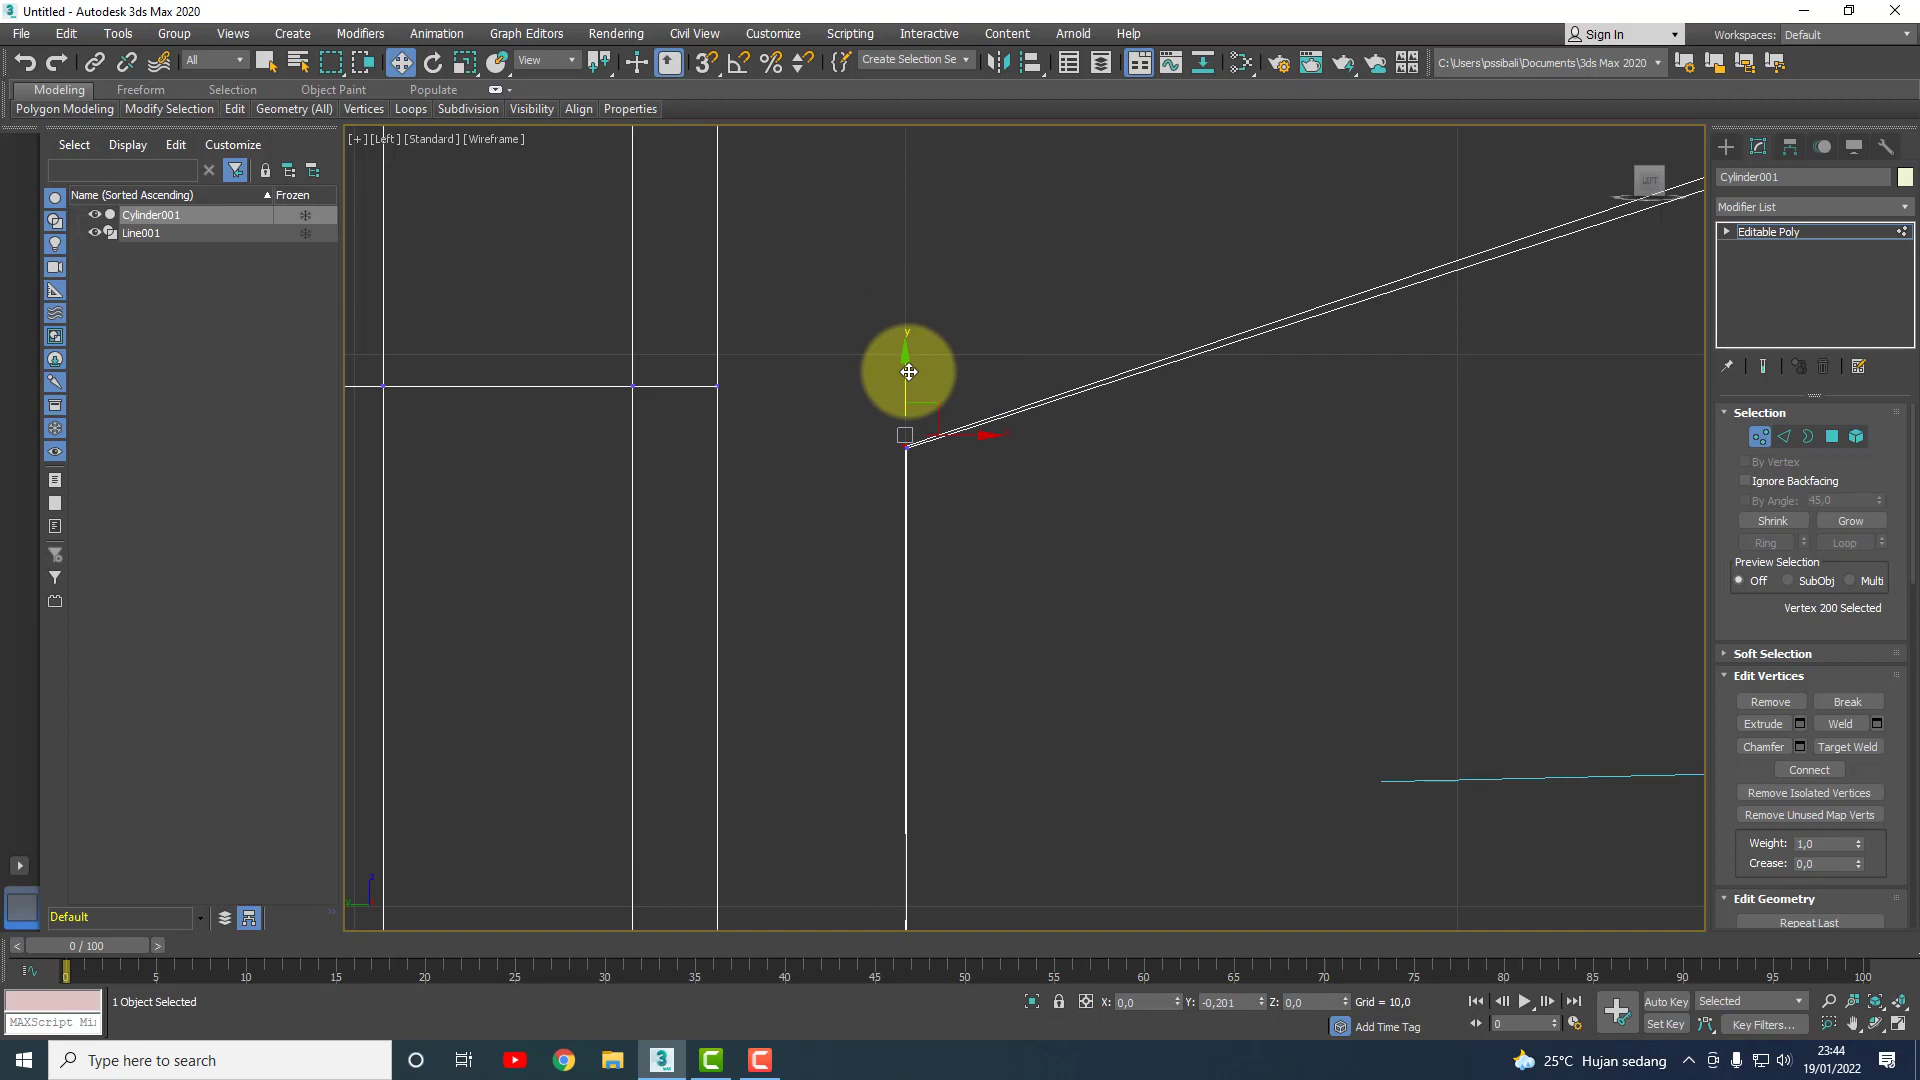 Untitled - Autodesk 3ds Max 2020
File Edit Tools Group Views Create Modifiers Animation Graph Editors Rendering Civil View Customize Scripting Interactive Content Arnold Help
Sign In
Workspaces: Default
All
View
Create Selection Se
C:\Users\pssibali\Documents\3ds Max 2020
Modeling Freeform Selection Object Paint Populate
Polygon Modeling Modify Selection Edit Geometry (All) Vertices Loops Subdivision Visibility Align Properties
Select Display Edit Customize
[+] [Left] [Standard] [Wireframe]
Name (Sorted Ascending) Frozen
Cylinder001
Line001
LEFT
y
Cylinder001
Modifier List
Editable Poly
Selection
By Vertex
Ignore Backfacing
By Angle: 45,0
Shrink Grow
Ring Loop
Preview Selection
Off SubObj Multi
Vertex 200 Selected
Soft Selection
Edit Vertices
Remove Break
Extrude Weld
Chamfer Target Weld
Connect
Remove Isolated Vertices
Remove Unused Map Verts
Weight: 1,0
Crease: 0,0
Edit Geometry
Repeat Last
z
y
Default
0 / 100
0 5 10 15 20 25 30 35 40 45 50 55 60 65 70 75 80 85 90 95 100
1 Object Selected
X: 0,0 Y: -0,201 Z: 0,0 Grid = 10,0
Auto Key Selected
MAXScript Min
Add Time Tag
0
Set Key Key Filters...
Type here to search
25°C Hujan sedang
23:44
19/01/2022